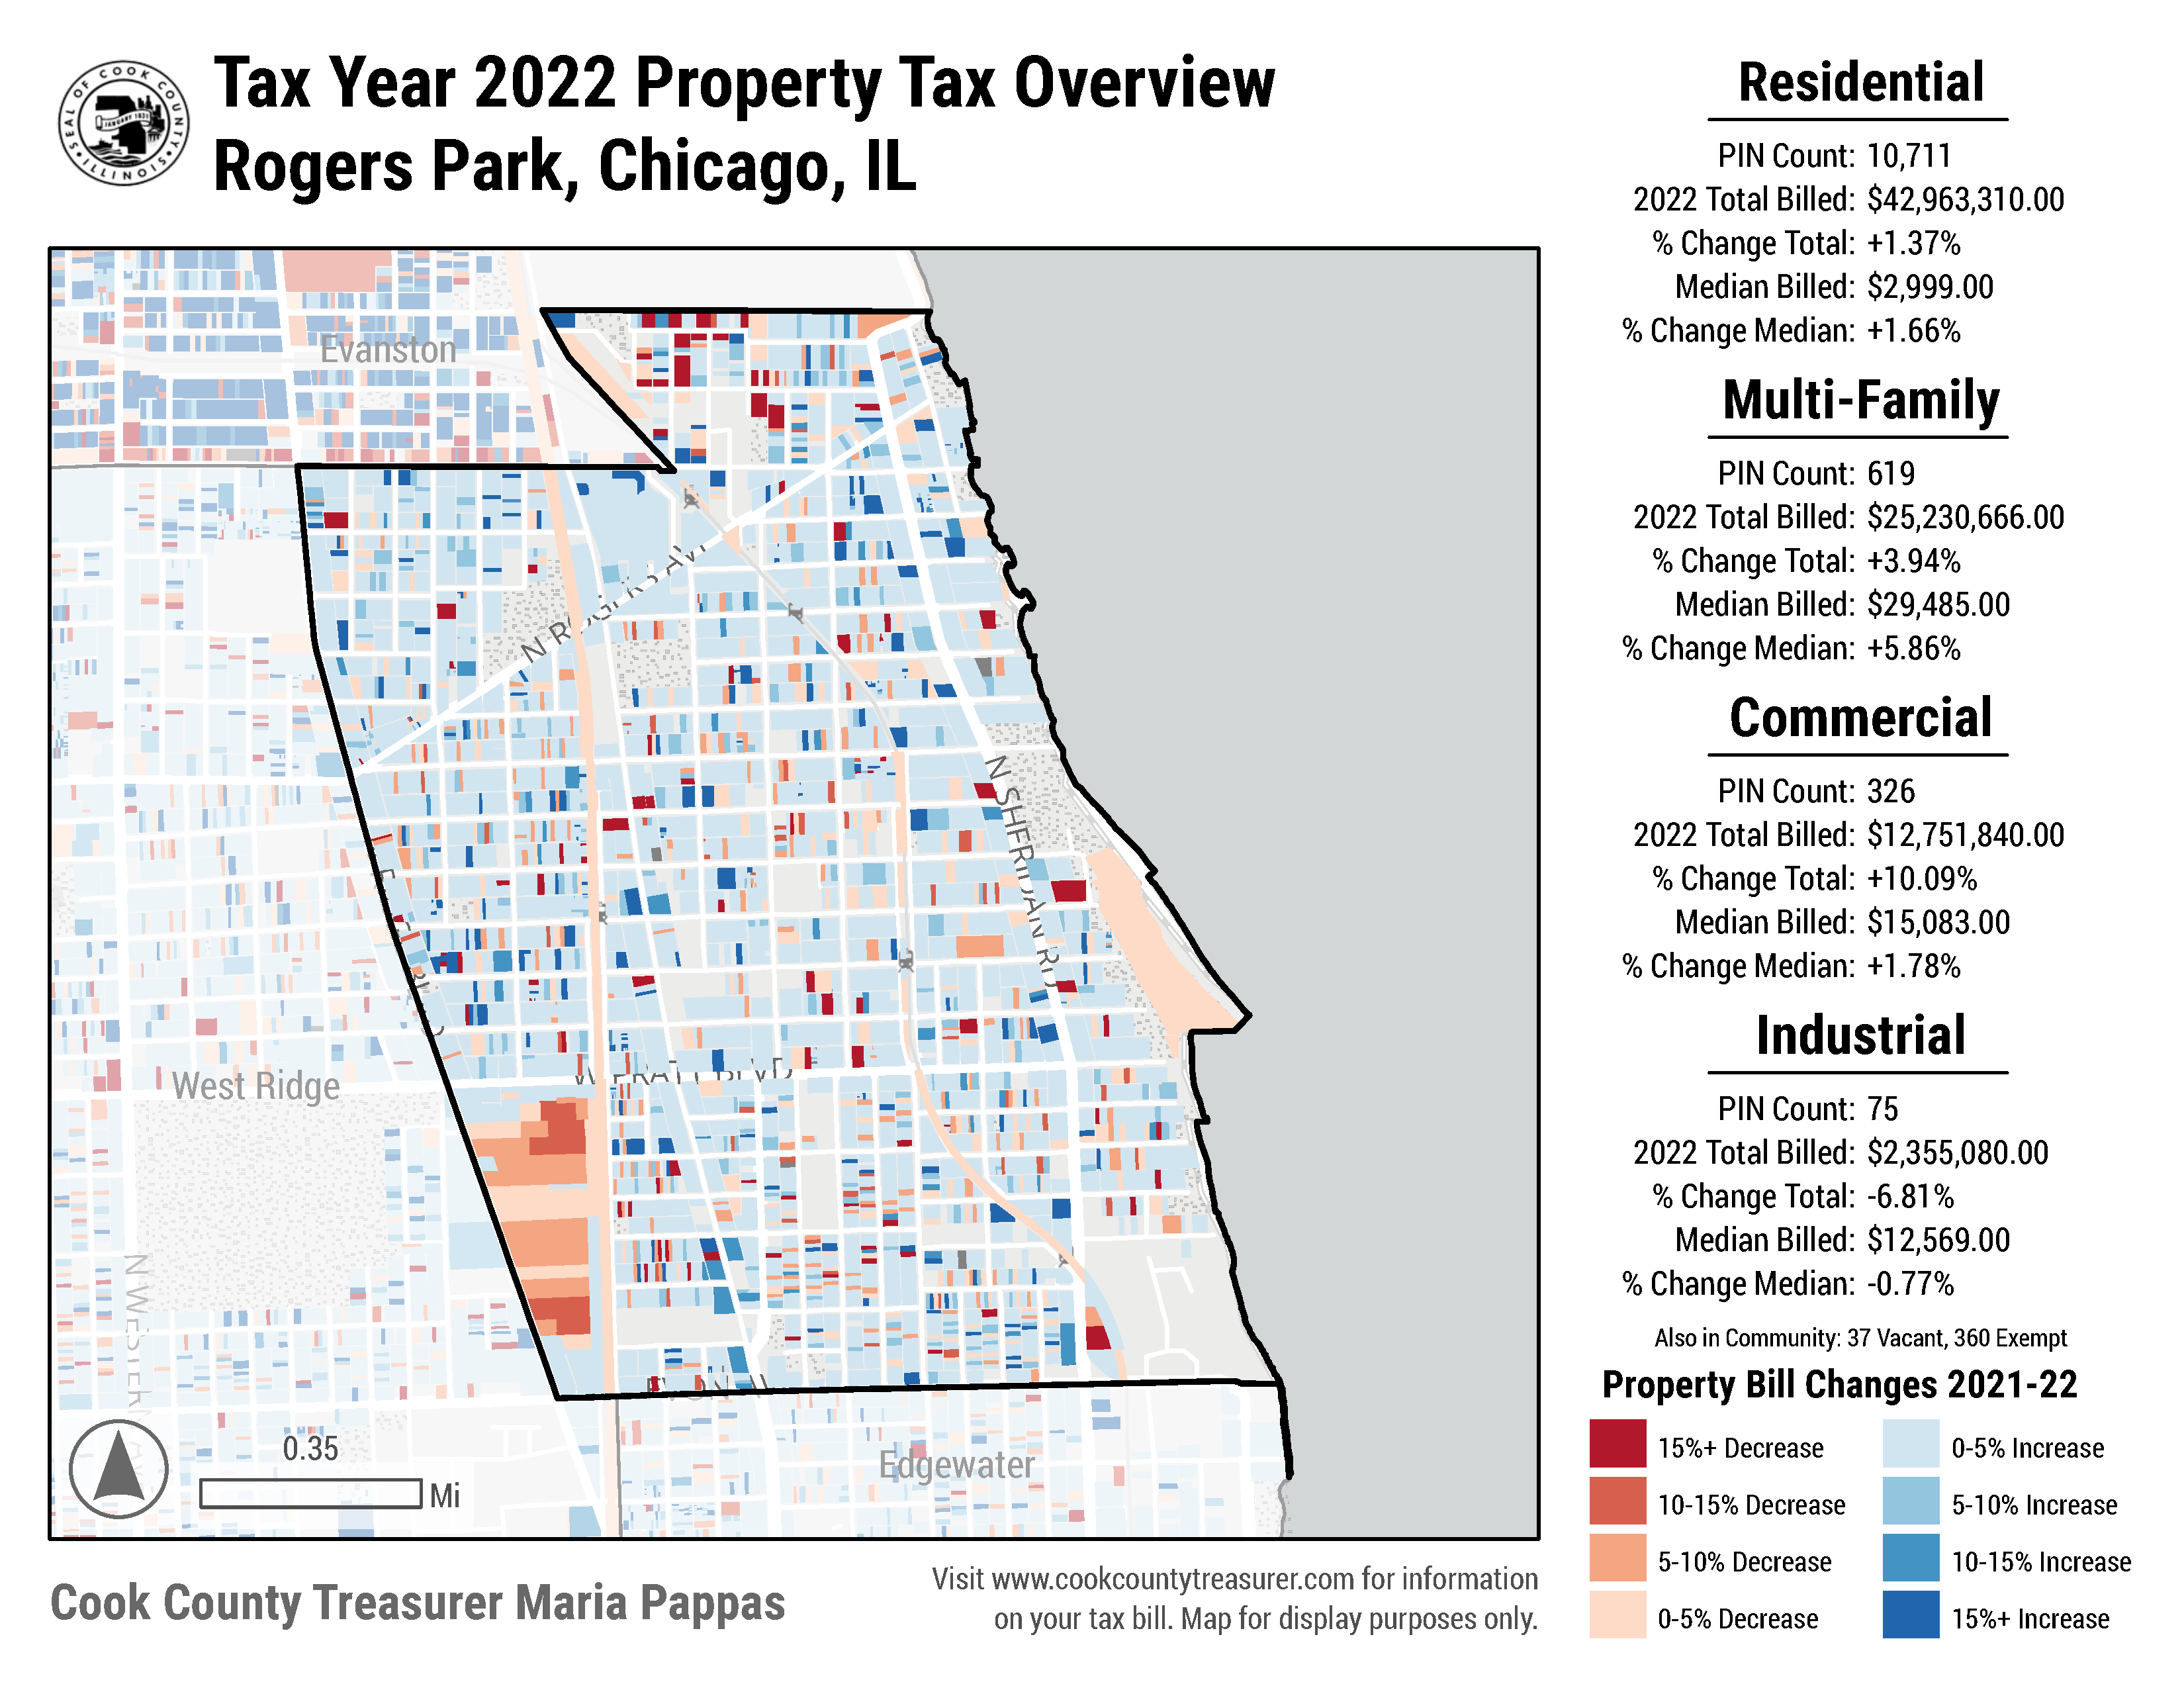 SEAL OF COOK COUNTY
ILLINOIS
JANUARY 1831
Tax Year 2022 Property Tax Overview
Rogers Park, Chicago, IL
Evanston
N ROGERS AV
N SHERIDAN RD
W PRATT BLVD
West Ridge
N WESTERN AV
Edgewater
0.35
Mi
Cook County Treasurer Maria Pappas
Visit www.cookcountytreasurer.com for information
on your tax bill. Map for display purposes only.
Residential
PIN Count: 10,711
2022 Total Billed: $42,963,310.00
% Change Total: +1.37%
Median Billed: $2,999.00
% Change Median: +1.66%
Multi-Family
PIN Count: 619
2022 Total Billed: $25,230,666.00
% Change Total: +3.94%
Median Billed: $29,485.00
% Change Median: +5.86%
Commercial
PIN Count: 326
2022 Total Billed: $12,751,840.00
% Change Total: +10.09%
Median Billed: $15,083.00
% Change Median: +1.78%
Industrial
PIN Count: 75
2022 Total Billed: $2,355,080.00
% Change Total: -6.81%
Median Billed: $12,569.00
% Change Median: -0.77%
Also in Community: 37 Vacant, 360 Exempt
Property Bill Changes 2021-22
15%+ Decrease
10-15% Decrease
5-10% Decrease
0-5% Decrease
0-5% Increase
5-10% Increase
10-15% Increase
15%+ Increase